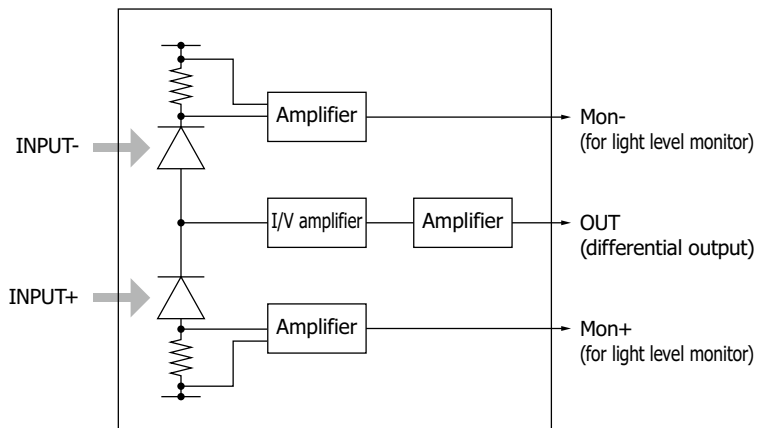 Amplifier
Mon-
(for light level monitor)
INPUT-
I/V amplifier
Amplifier
OUT
(differential output)
INPUT+
Amplifier
Mon+
(for light level monitor)